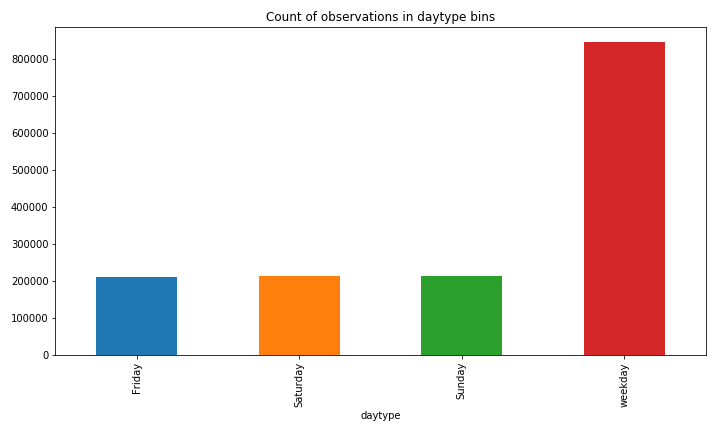 Count of observations in daytype bins
800000
700000
600000
500000
400000
300000
200000
100000
0
Friday
Saturday
Sunday
weekday
daytype